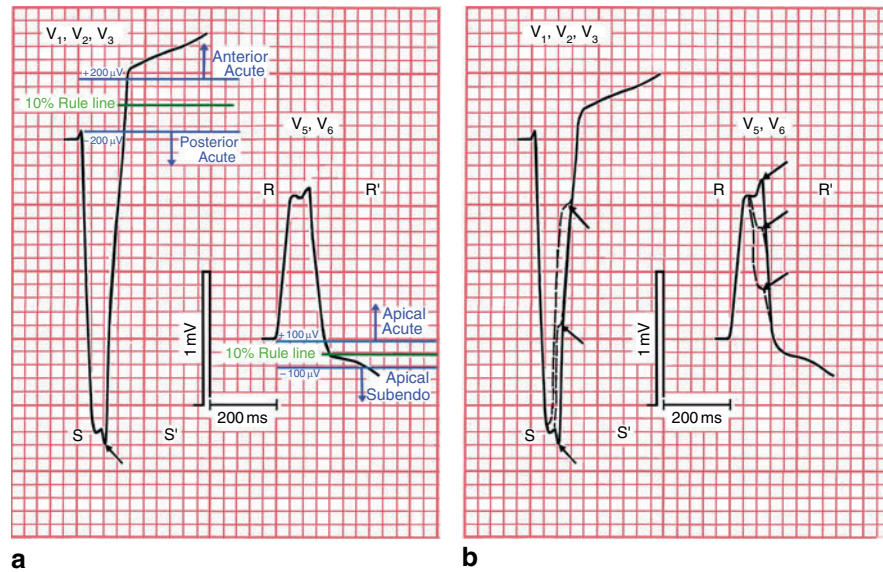 V₁, V₂, V₃
Anterior
Acute
+200 µV
10% Rule line
−200 µV
Posterior
Acute
V₅, V₆
R
R'
Apical
Acute
+100 µV
10% Rule line
−100 µV
Apical
Subendo
1 mV
200 ms
S
S'
a
V₁, V₂, V₃
V₅, V₆
R
R'
1 mV
200 ms
S
S'
b